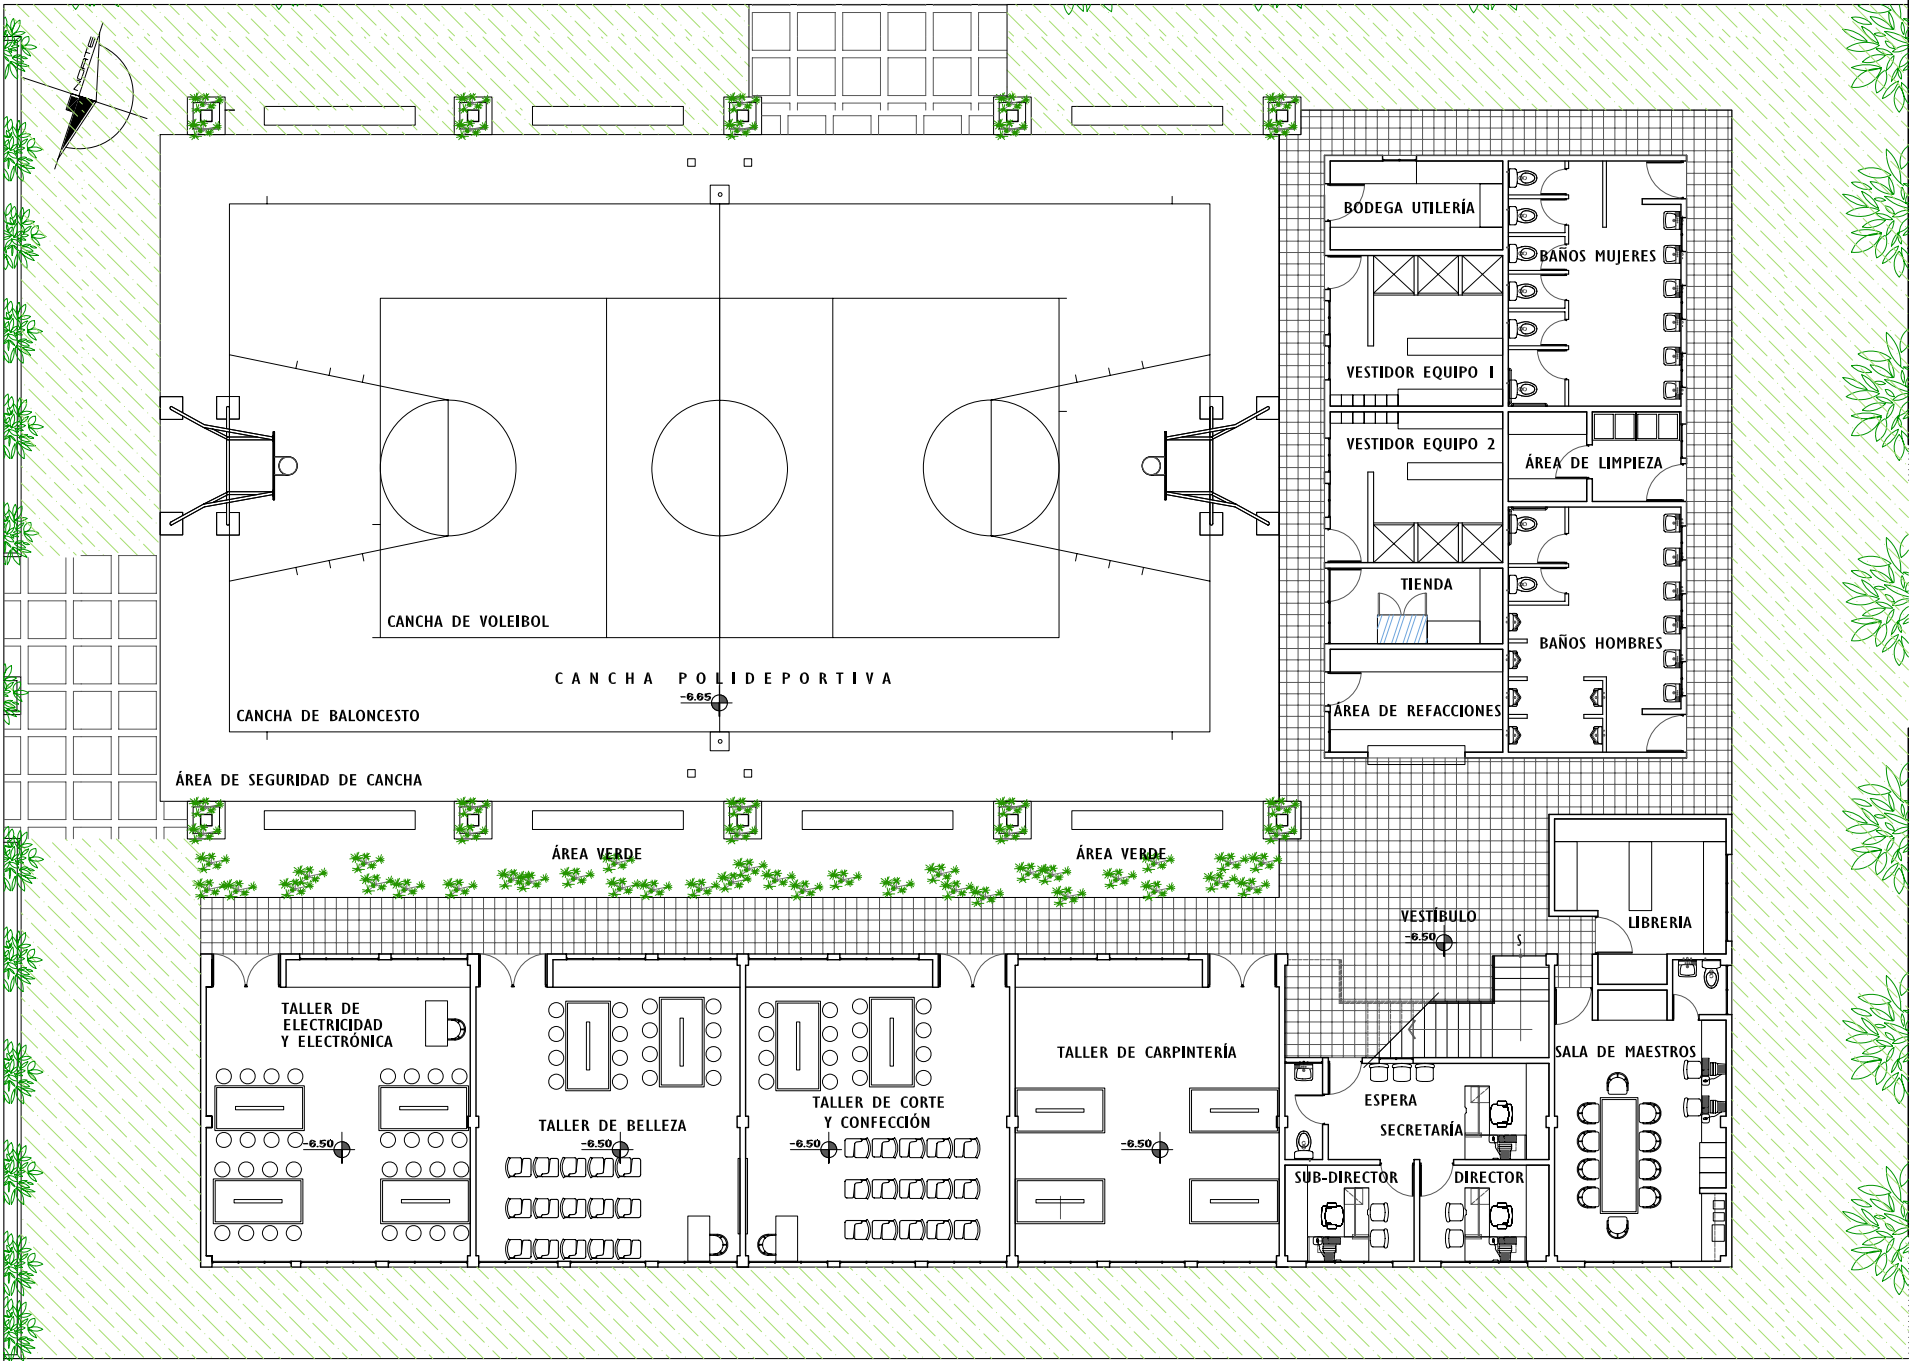 NORTE
BODEGA UTILERÍA
BAÑOS MUJERES
VESTIDOR EQUIPO 1
VESTIDOR EQUIPO 2
ÁREA DE LIMPIEZA
TIENDA
BAÑOS HOMBRES
ÁREA DE REFACCIONES
CANCHA DE VOLEIBOL
CANCHA POLIDEPORTIVA
-6.65
CANCHA DE BALONCESTO
ÁREA DE SEGURIDAD DE CANCHA
ÁREA VERDE
ÁREA VERDE
VESTÍBULO
-6.50
S
LIBRERÍA
TALLER DE
ELECTRICIDAD
Y ELECTRÓNICA
-6.50
TALLER DE BELLEZA
-6.50
TALLER DE CORTE
Y CONFECCIÓN
-6.50
TALLER DE CARPINTERÍA
-6.50
ESPERA
SECRETARÍA
SUB-DIRECTOR
DIRECTOR
SALA DE MAESTROS